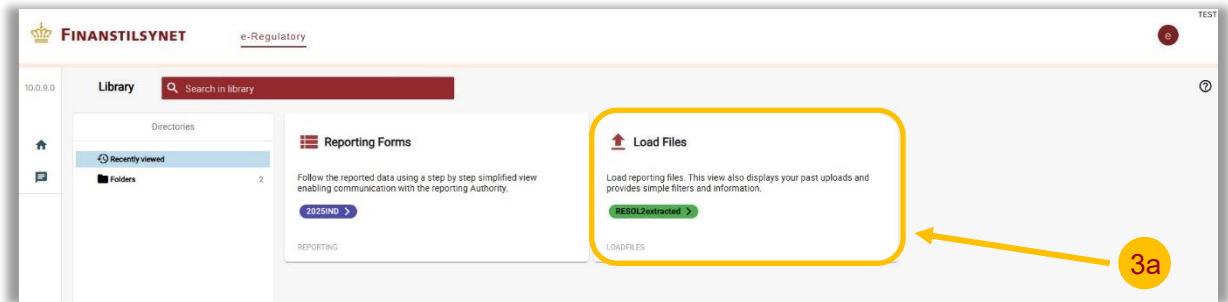 TEST
FINANSTILSYNET
e-Regulatory
e
10.0.9.0
Library
Search in library
Directories
Recently viewed
Folders 2
Reporting Forms
Follow the reported data using a step by step simplified view
enabling communication with the reporting Authority.
2025IND
REPORTING
Load Files
Load reporting files. This view also displays your past uploads and
provides simple filters and information.
RESOL2extracted
LOADFILES
3a